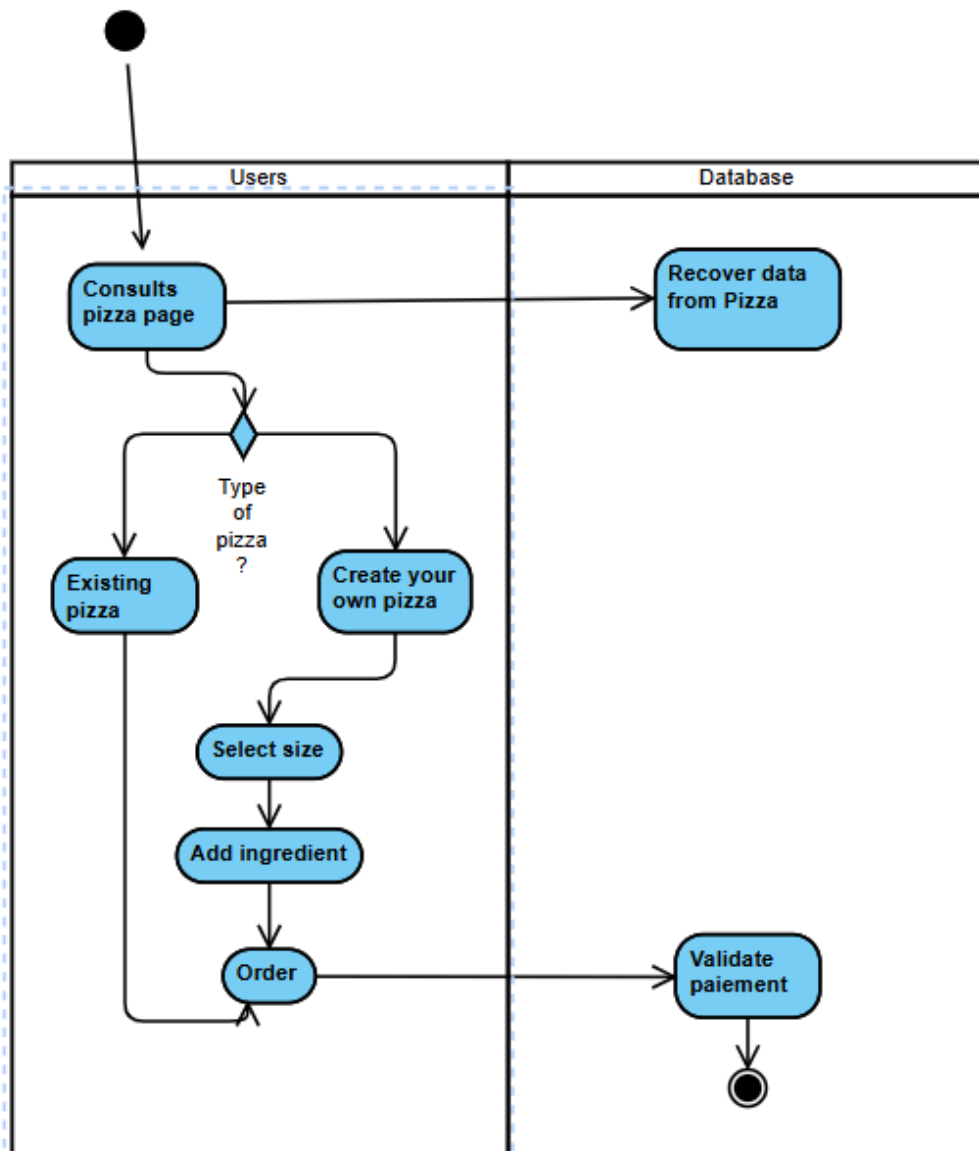 Users
Database
Consults
pizza page
Recover data
from Pizza
Type
of
pizza
?
Existing
pizza
Create your
own pizza
Select size
Add ingredient
Order
Validate
paiement